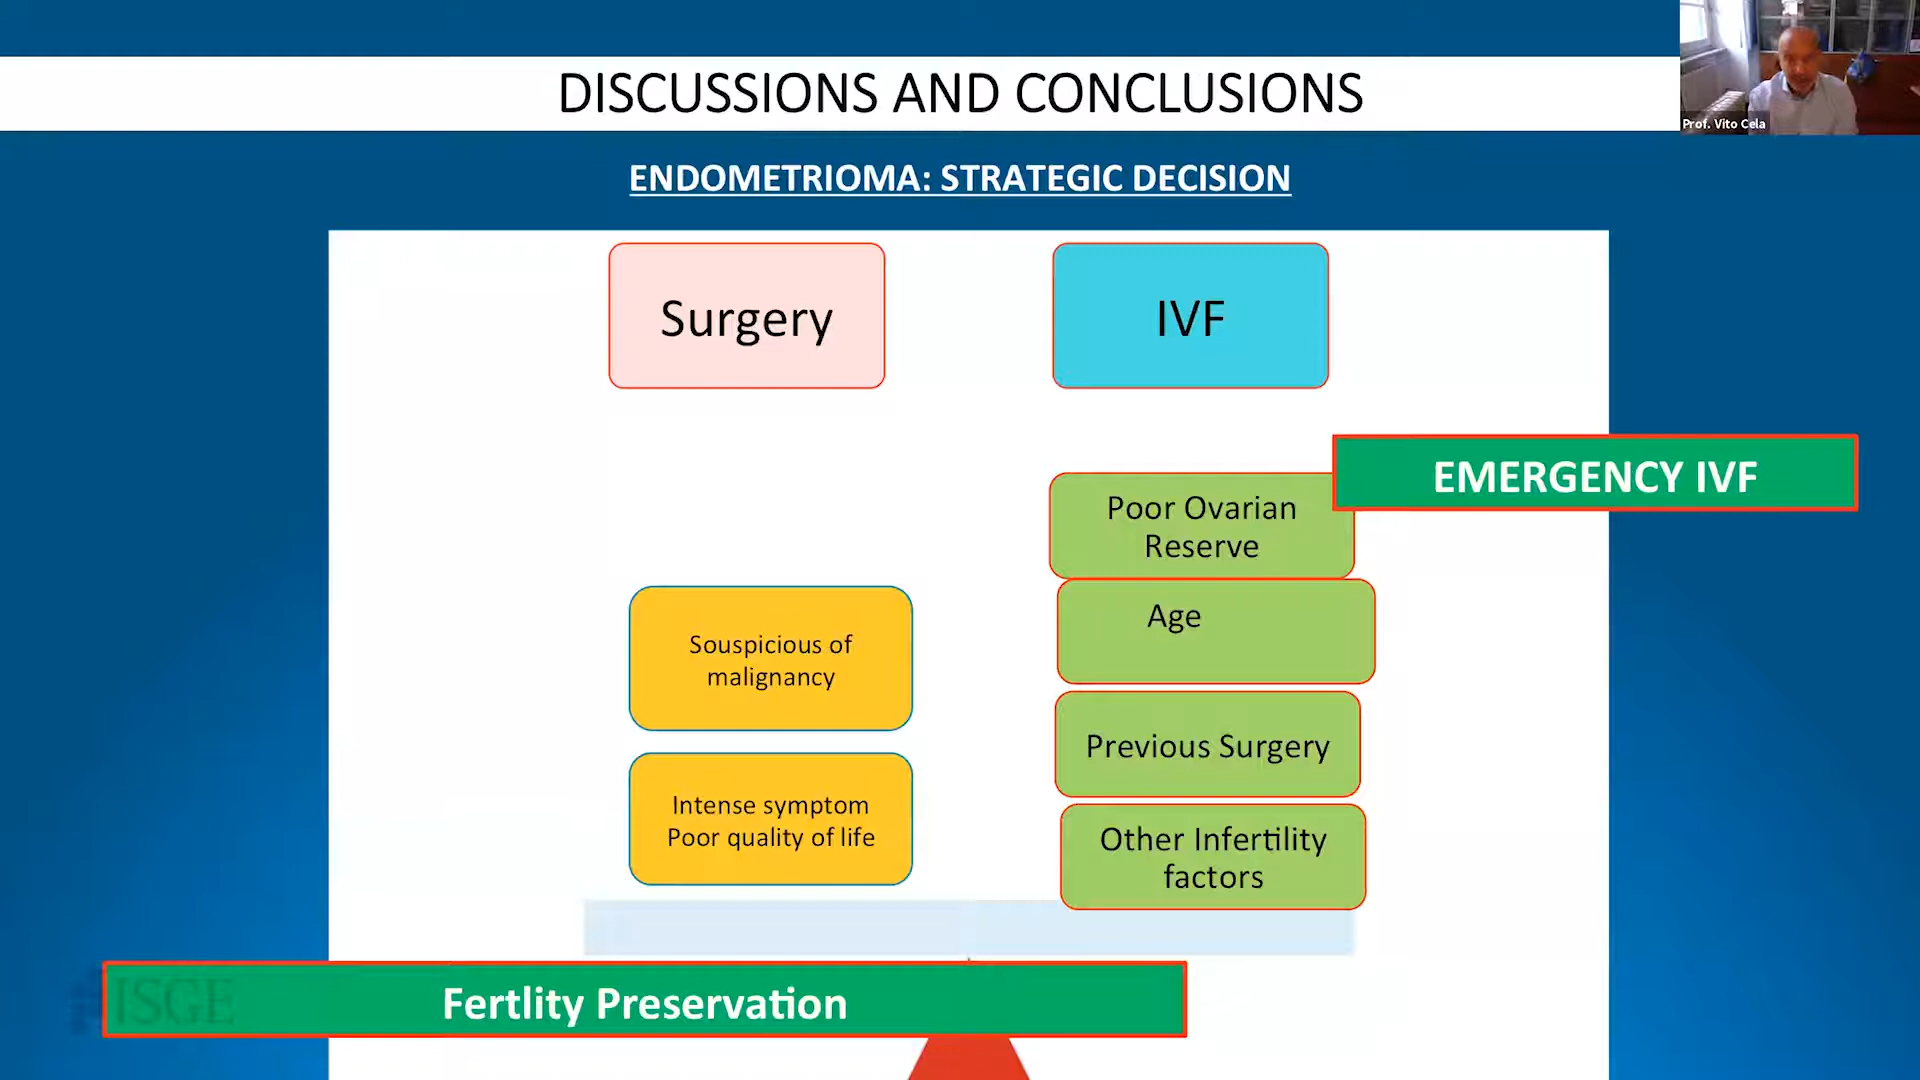 DISCUSSIONS AND CONCLUSIONS
Prof. Vito Cela
ENDOMETRIOMA: STRATEGIC DECISION
Surgery
IVF
EMERGENCY IVF
Poor Ovarian
Reserve
Age
Souspicious of
malignancy
Previous Surgery
Intense symptom
Poor quality of life
Other Infertility
factors
ISGE
Fertlity Preservation